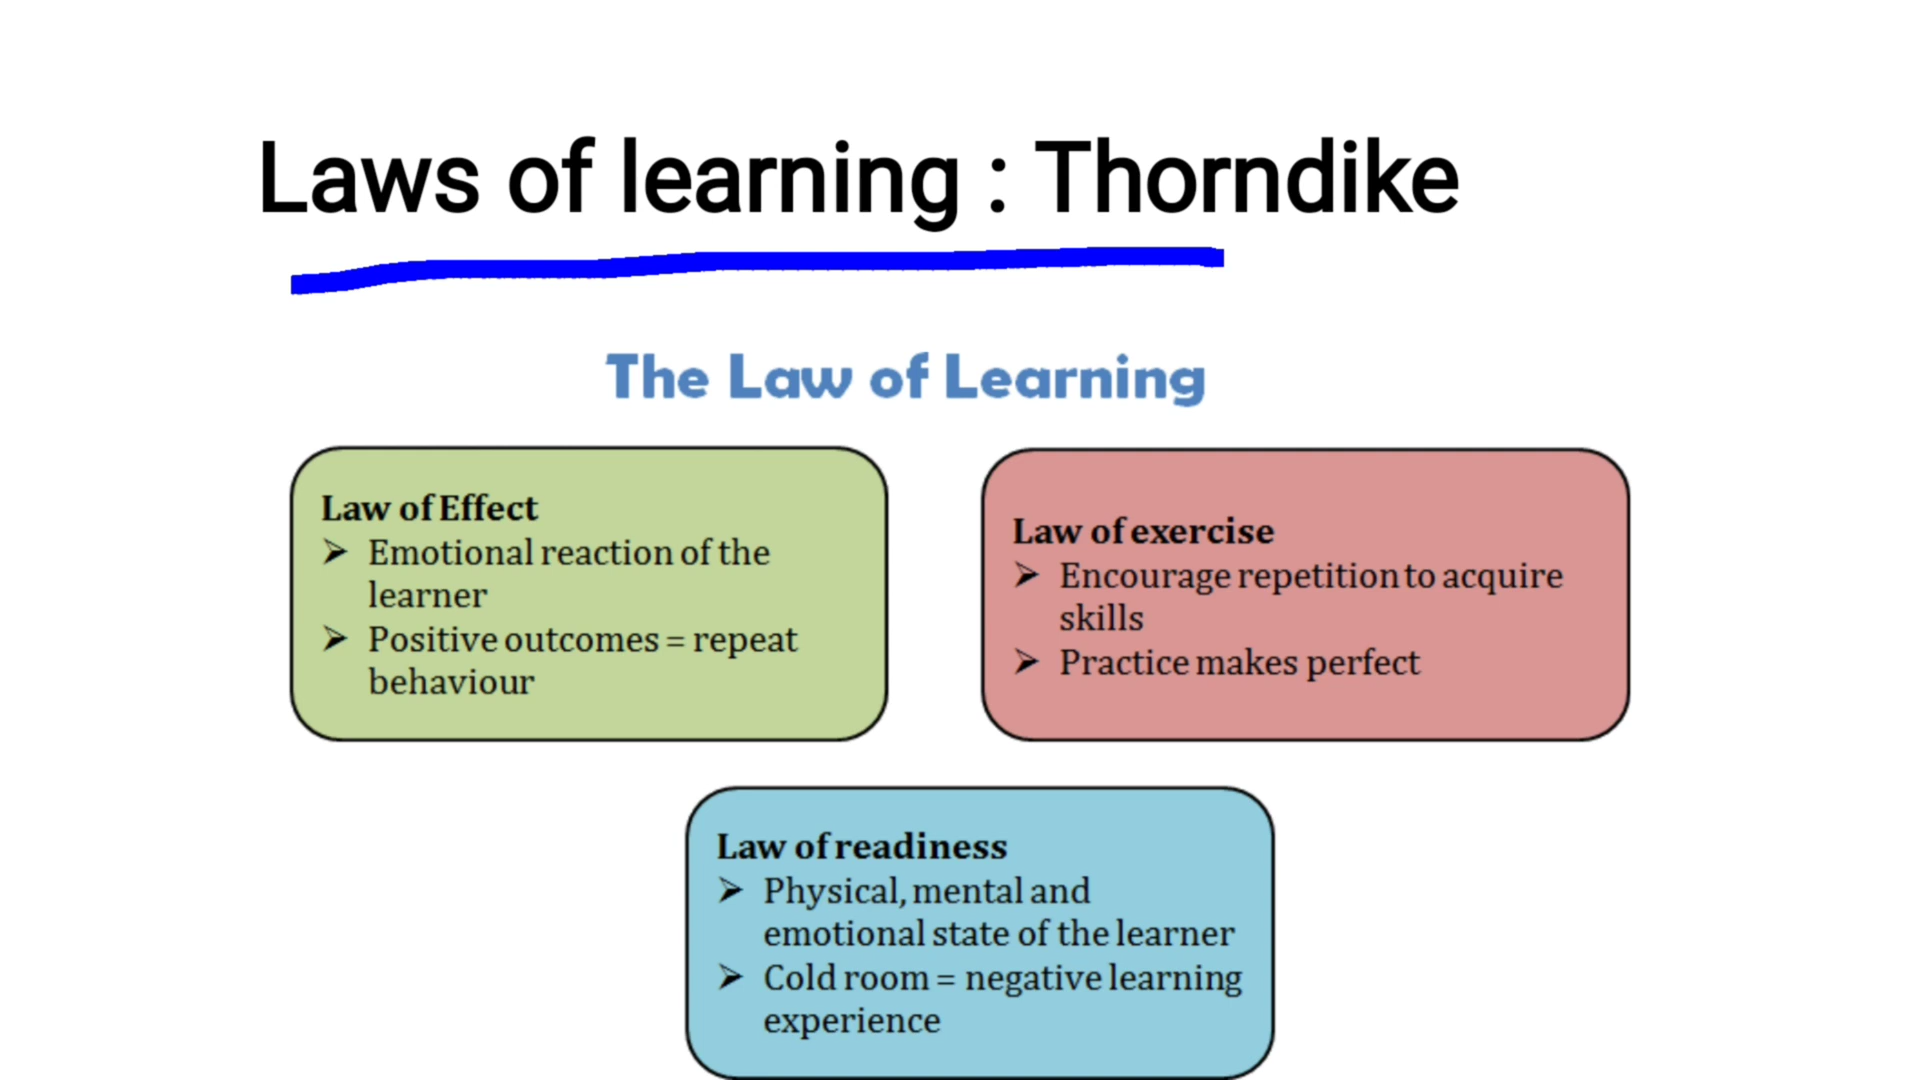 Laws of learning : Thorndike
The Law of Learning
Law of Effect
➢ Emotional reaction of the
learner
➢ Positive outcomes = repeat
behaviour
Law of exercise
➢ Encourage repetition to acquire
skills
➢ Practice makes perfect
Law of readiness
➢ Physical, mental and
emotional state of the learner
➢ Cold room = negative learning
experience